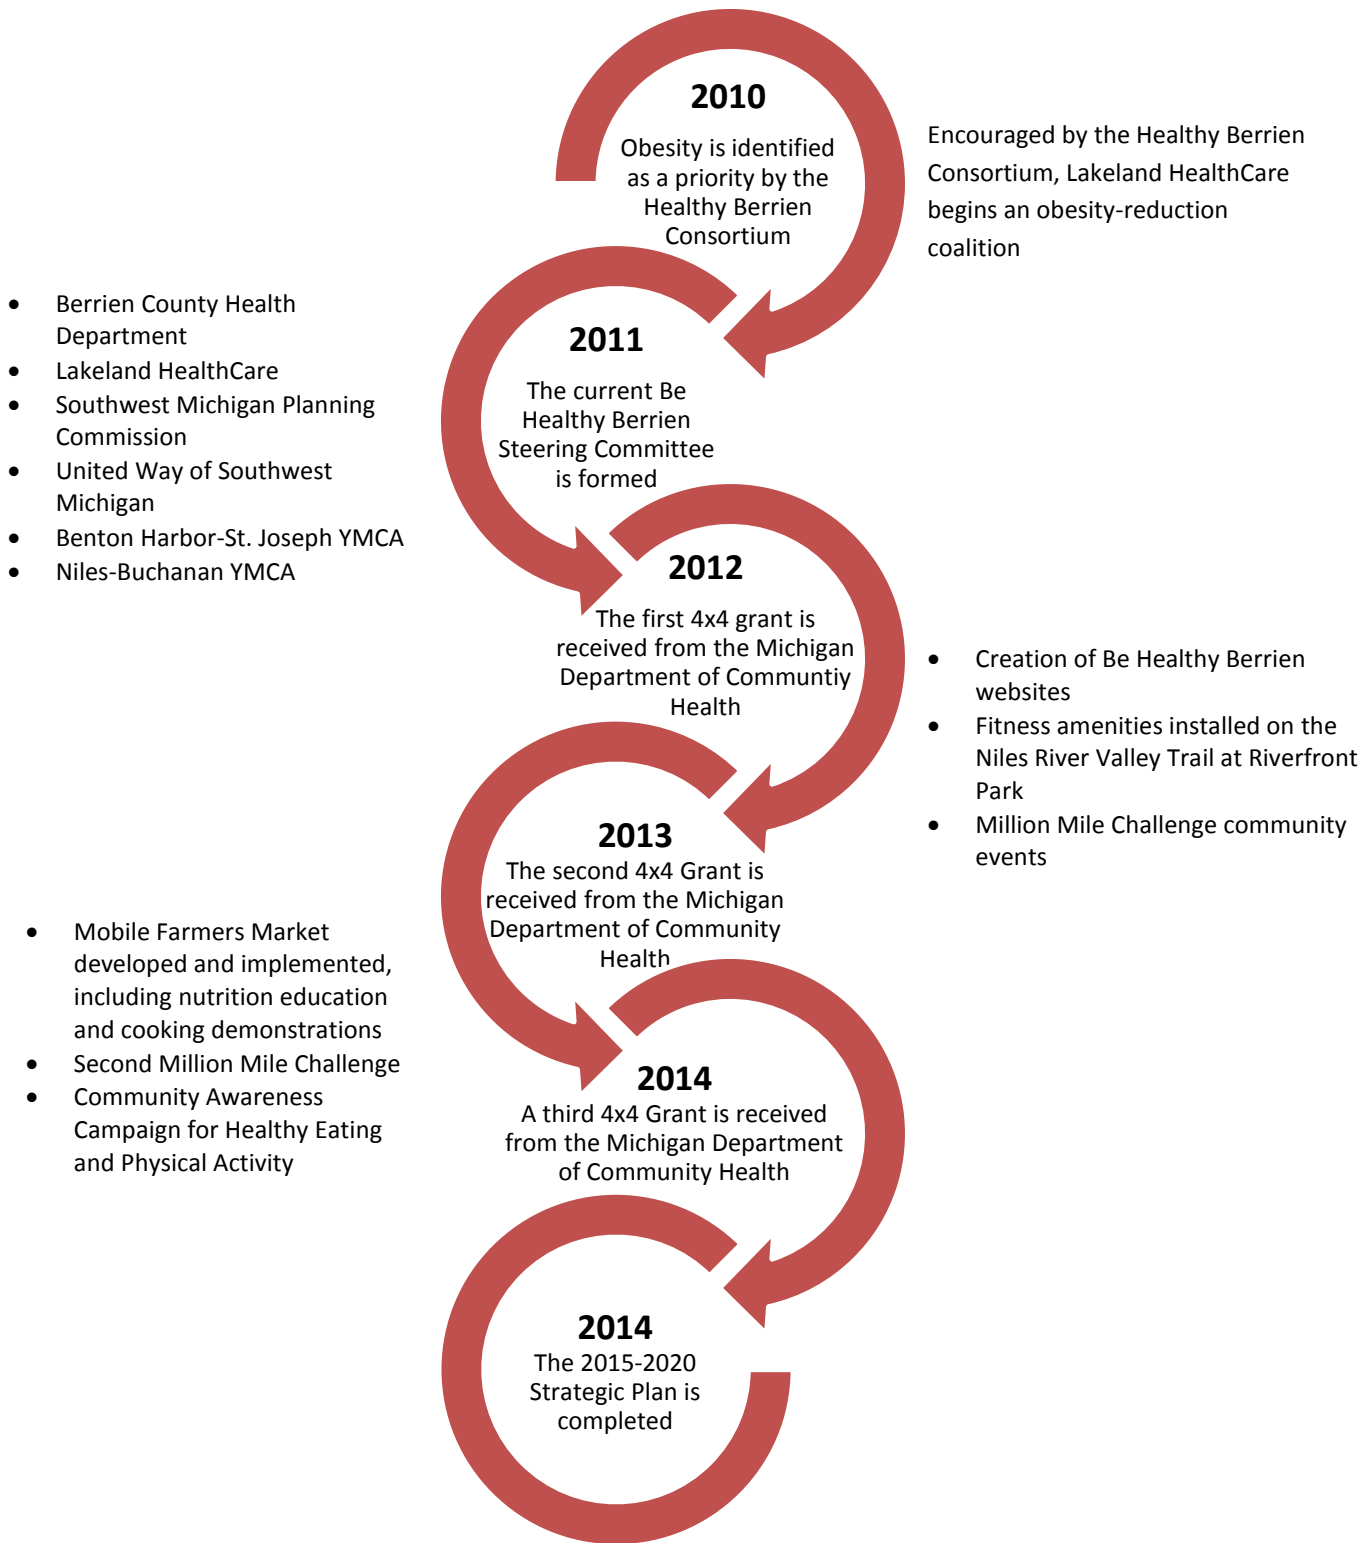 2010
Obesity is identified
as a priority by the
Healthy Berrien
Consortium
Encouraged by the Healthy Berrien
Consortium, Lakeland HealthCare
begins an obesity-reduction
coalition
• Berrien County Health
Department
• Lakeland HealthCare
• Southwest Michigan Planning
Commission
• United Way of Southwest
Michigan
• Benton Harbor-St. Joseph YMCA
• Niles-Buchanan YMCA
2011
The current Be
Healthy Berrien
Steering Committee
is formed
2012
The first 4x4 grant is
received from the Michigan
Department of Communtiy
Health
• Creation of Be Healthy Berrien
websites
• Fitness amenities installed on the
Niles River Valley Trail at Riverfront
Park
• Million Mile Challenge community
events
2013
The second 4x4 Grant is
received from the Michigan
Department of Community
Health
• Mobile Farmers Market
developed and implemented,
including nutrition education
and cooking demonstrations
• Second Million Mile Challenge
• Community Awareness
Campaign for Healthy Eating
and Physical Activity
2014
A third 4x4 Grant is received
from the Michigan Department
of Community Health
2014
The 2015-2020
Strategic Plan is
completed